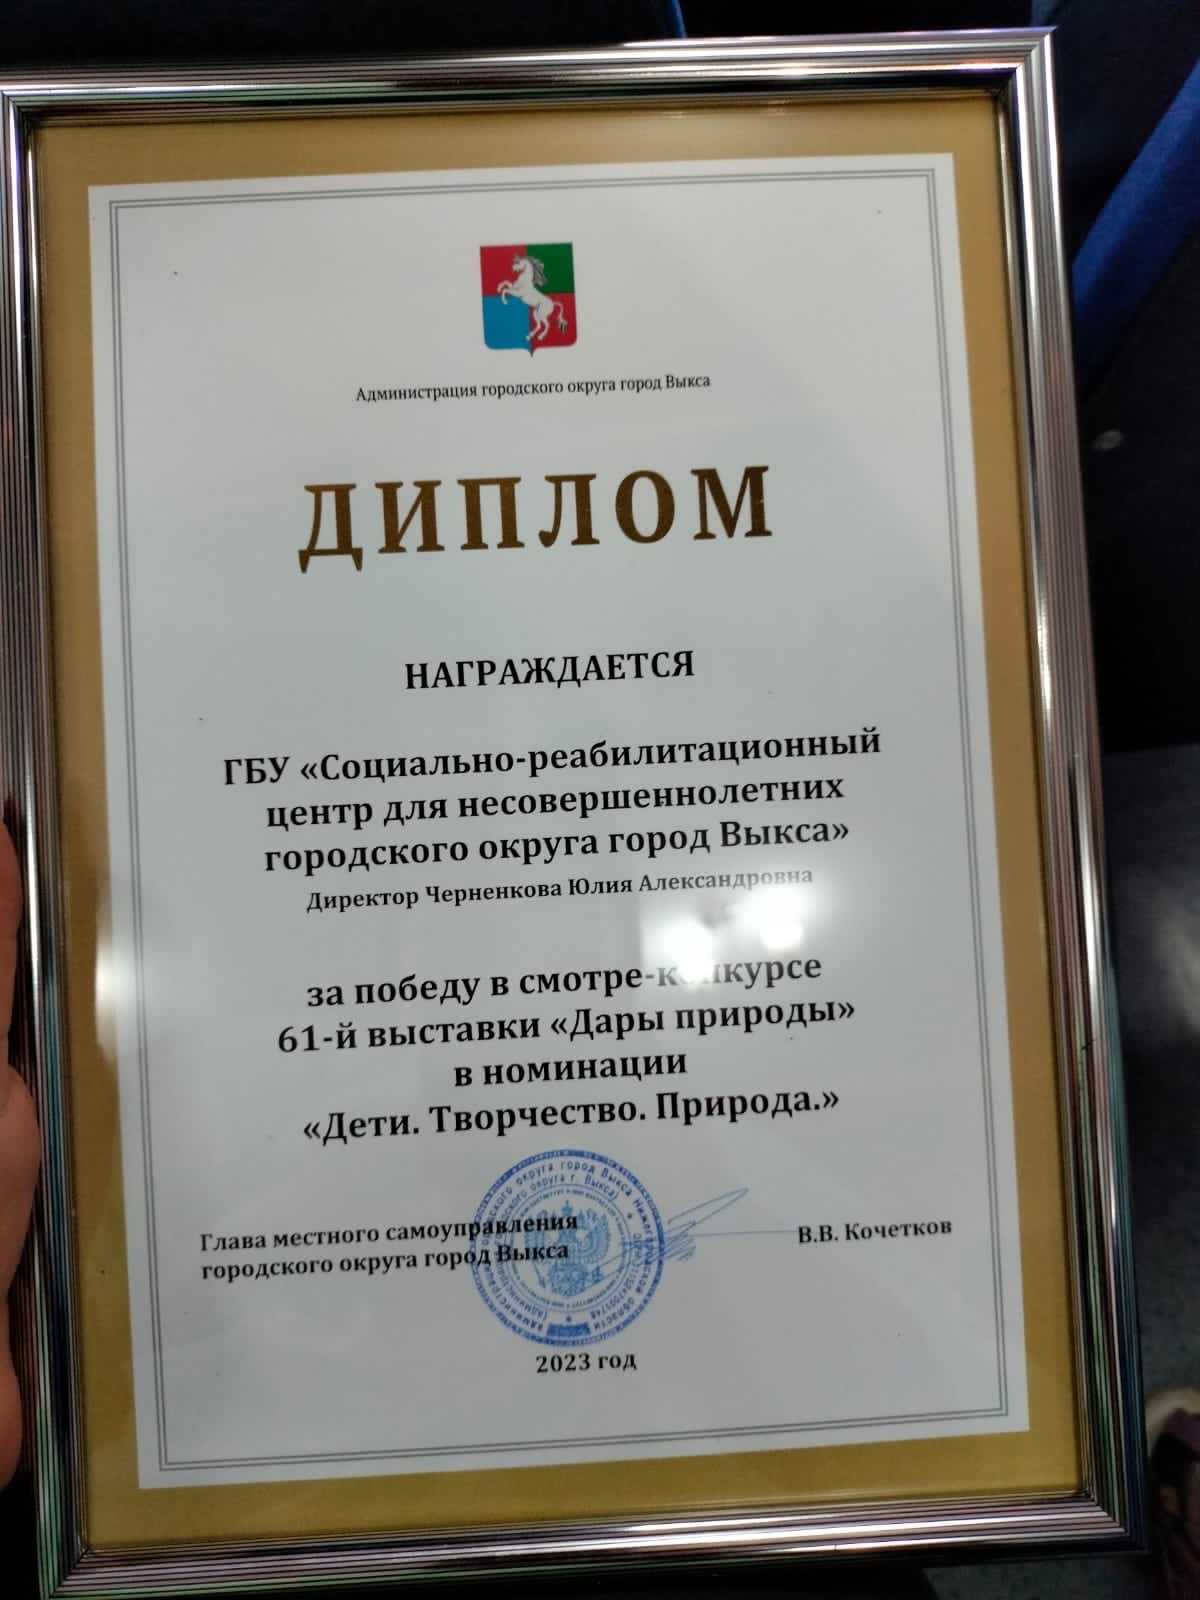 Администрация городского округа город Выкса
ДИПЛОМ
НАГРАЖДАЕТСЯ
ГБУ «Социально-реабилитационный
центр для несовершеннолетних
городского округа город Выкса»
Директор Черненкова Юлия Александровна
за победу в смотре-конкурсе
61-й выставки «Дары природы»
в номинации
«Дети. Творчество. Природа.»
Глава местного самоуправления
городского округа город Выкса
В.В. Кочетков
2023 год